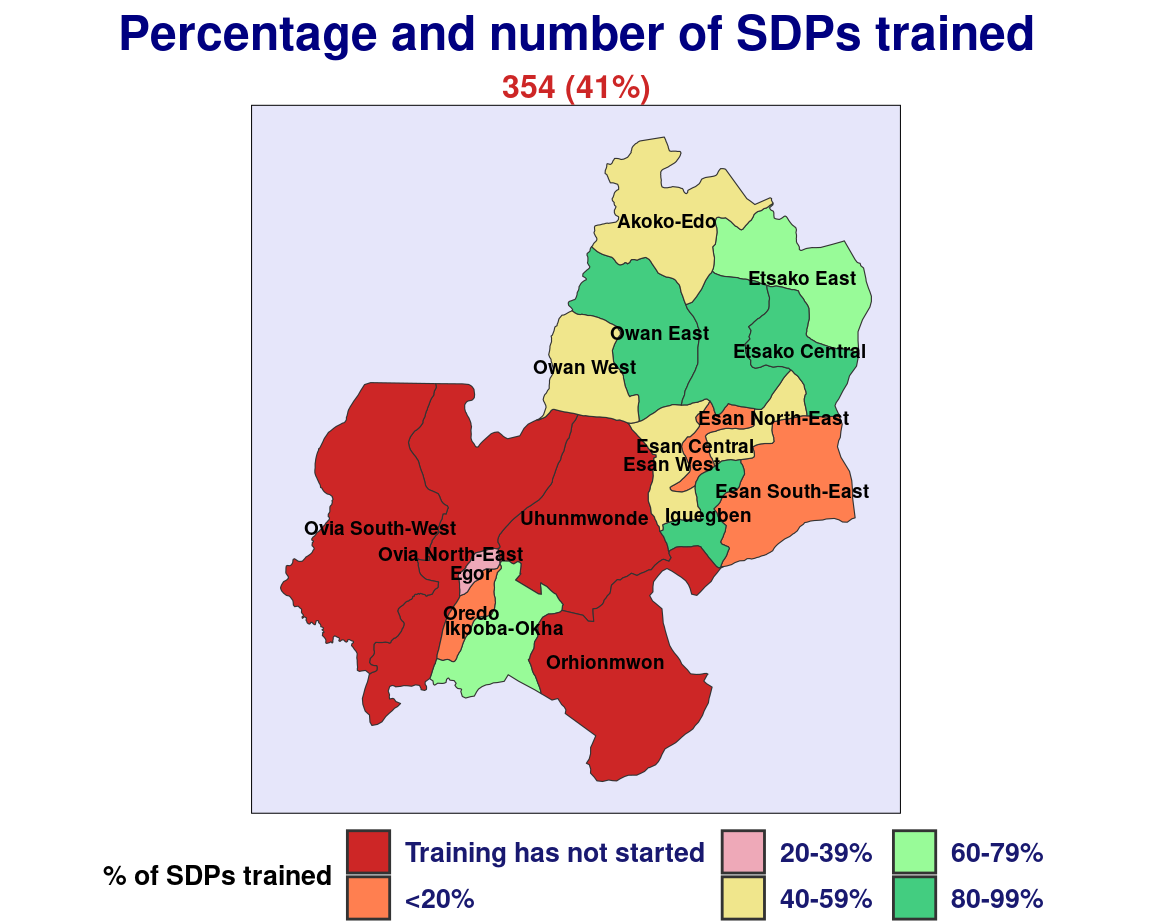 Percentage and number of SDPs trained
354 (41%)
Akoko-Edo
Etsako East
Owan East
Etsako Central
Owan West
Esan North-East
Esan Central
Esan West
Esan South-East
Iguegben
Uhunmwonde
Ovia South-West
Ovia North-East
Egor
Oredo
Ikpoba-Okha
Orhionmwon
% of SDPs trained
Training has not started
<20%
20-39%
40-59%
60-79%
80-99%